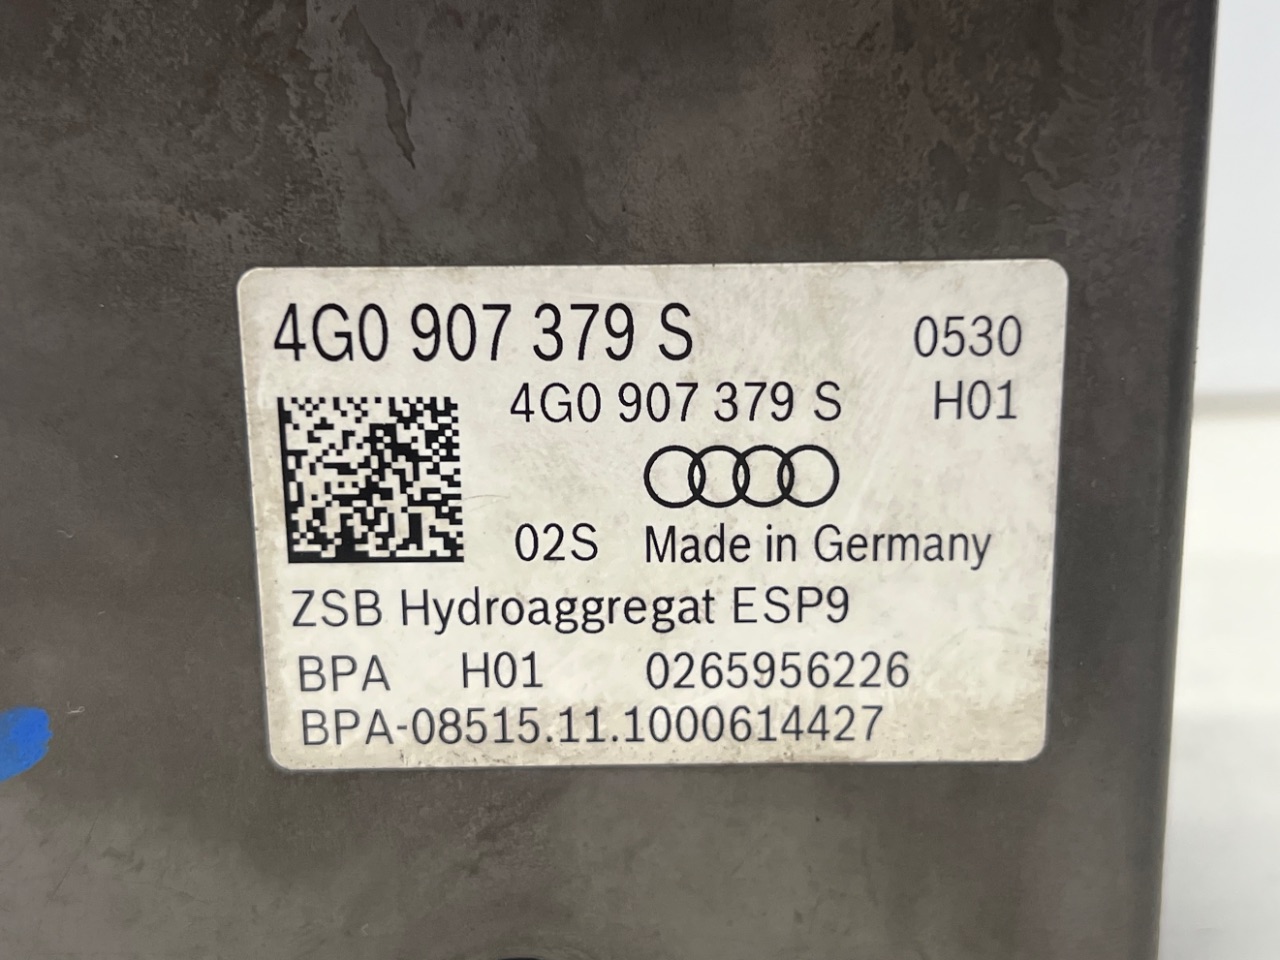 4G0 907 379 S 0530
4G0 907 379 S H01
02S Made in Germany
ZSB Hydroaggregat ESP9
BPA H01 0265956226
BPA-08515.11.1000614427